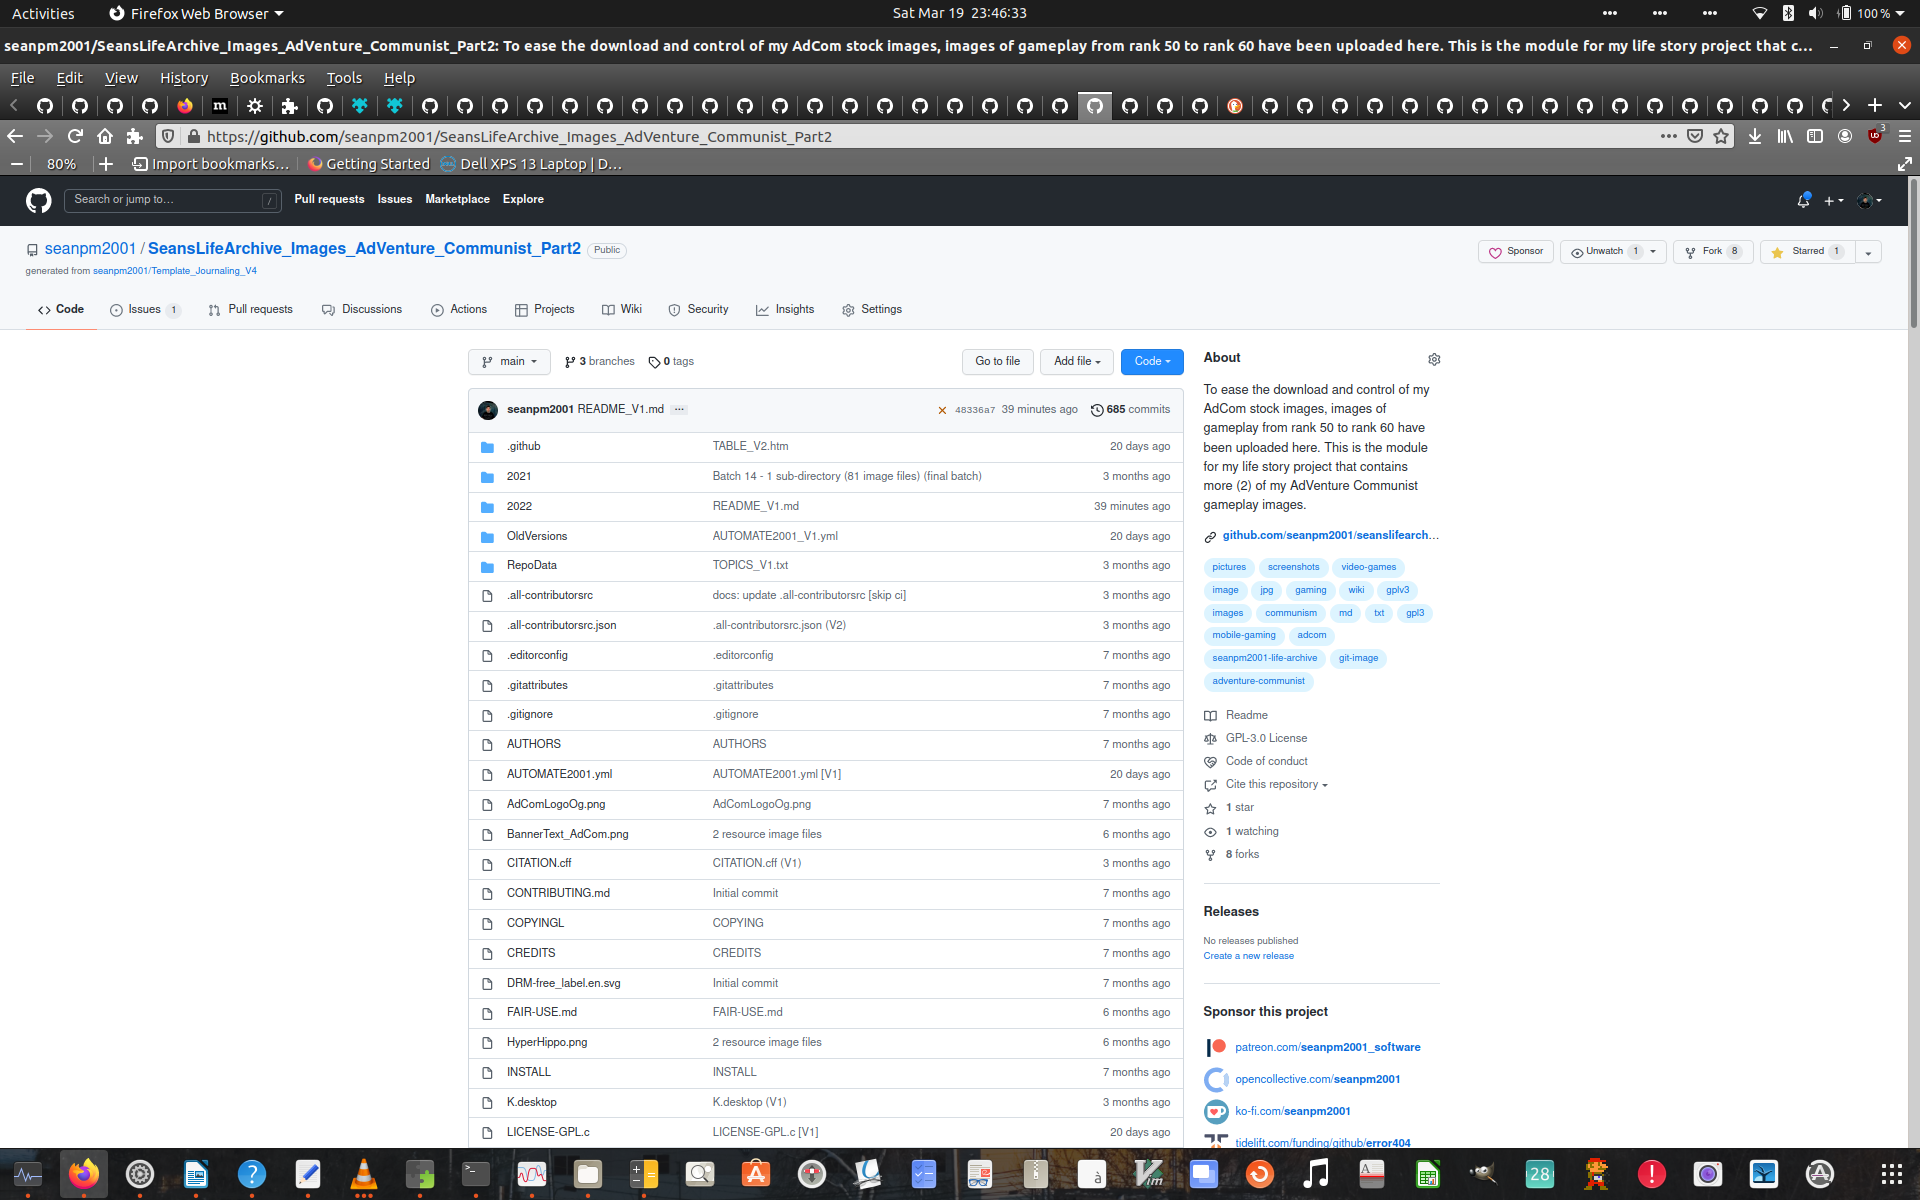 Activities
Firefox Web Browser
Sat Mar 19 23:46:33
100 %
seanpm2001/SeansLifeArchive_Images_AdVenture_Communist_Part2: To ease the download and control of my AdCom stock images, images of gameplay from rank 50 to rank 60 have been uploaded here. This is the module for my life story project that c...
File Edit View History Bookmarks Tools Help
https://github.com/seanpm2001/SeansLifeArchive_Images_AdVenture_Communist_Part2
3
80%
Import bookmarks...
Getting Started
Dell XPS 13 Laptop | D...
Search or jump to... /
Pull requests Issues Marketplace Explore
seanpm2001 / SeansLifeArchive_Images_AdVenture_Communist_Part2 Public
generated from seanpm2001/Template_Journaling_V4
Sponsor
Unwatch 1
Fork 8
Starred 1
Code
Issues 1
Pull requests
Discussions
Actions
Projects
Wiki
Security
Insights
Settings
main
3 branches
0 tags
Go to file
Add file
Code
seanpm2001 README_V1.md ... 48336a7 39 minutes ago 685 commits
.github TABLE_V2.htm 20 days ago
2021 Batch 14 - 1 sub-directory (81 image files) (final batch) 3 months ago
2022 README_V1.md 39 minutes ago
OldVersions AUTOMATE2001_V1.yml 20 days ago
RepoData TOPICS_V1.txt 3 months ago
.all-contributorsrc docs: update .all-contributorsrc [skip ci] 3 months ago
.all-contributorsrc.json .all-contributorsrc.json (V2) 3 months ago
.editorconfig .editorconfig 7 months ago
.gitattributes .gitattributes 7 months ago
.gitignore .gitignore 7 months ago
AUTHORS AUTHORS 7 months ago
AUTOMATE2001.yml AUTOMATE2001.yml [V1] 20 days ago
AdComLogoOg.png AdComLogoOg.png 7 months ago
BannerText_AdCom.png 2 resource image files 6 months ago
CITATION.cff CITATION.cff (V1) 3 months ago
CONTRIBUTING.md Initial commit 7 months ago
COPYINGL COPYING 7 months ago
CREDITS CREDITS 7 months ago
DRM-free_label.en.svg Initial commit 7 months ago
FAIR-USE.md FAIR-USE.md 6 months ago
HyperHippo.png 2 resource image files 6 months ago
INSTALL INSTALL 7 months ago
K.desktop K.desktop (V1) 3 months ago
LICENSE-GPL.c LICENSE-GPL.c [V1] 20 days ago
About
To ease the download and control of my
AdCom stock images, images of
gameplay from rank 50 to rank 60 have
been uploaded here. This is the module
for my life story project that contains
more (2) of my AdVenture Communist
gameplay images.
github.com/seanpm2001/seanslifearch...
pictures screenshots video-games
image jpg gaming wiki gplv3
images communism md txt gpl3
mobile-gaming adcom
seanpm2001-life-archive git-image
adventure-communist
Readme
GPL-3.0 License
Code of conduct
Cite this repository
1 star
1 watching
8 forks
Releases
No releases published
Create a new release
Sponsor this project
patreon.com/seanpm2001_software
opencollective.com/seanpm2001
ko-fi.com/seanpm2001
tidelift.com/funding/github/error404
28